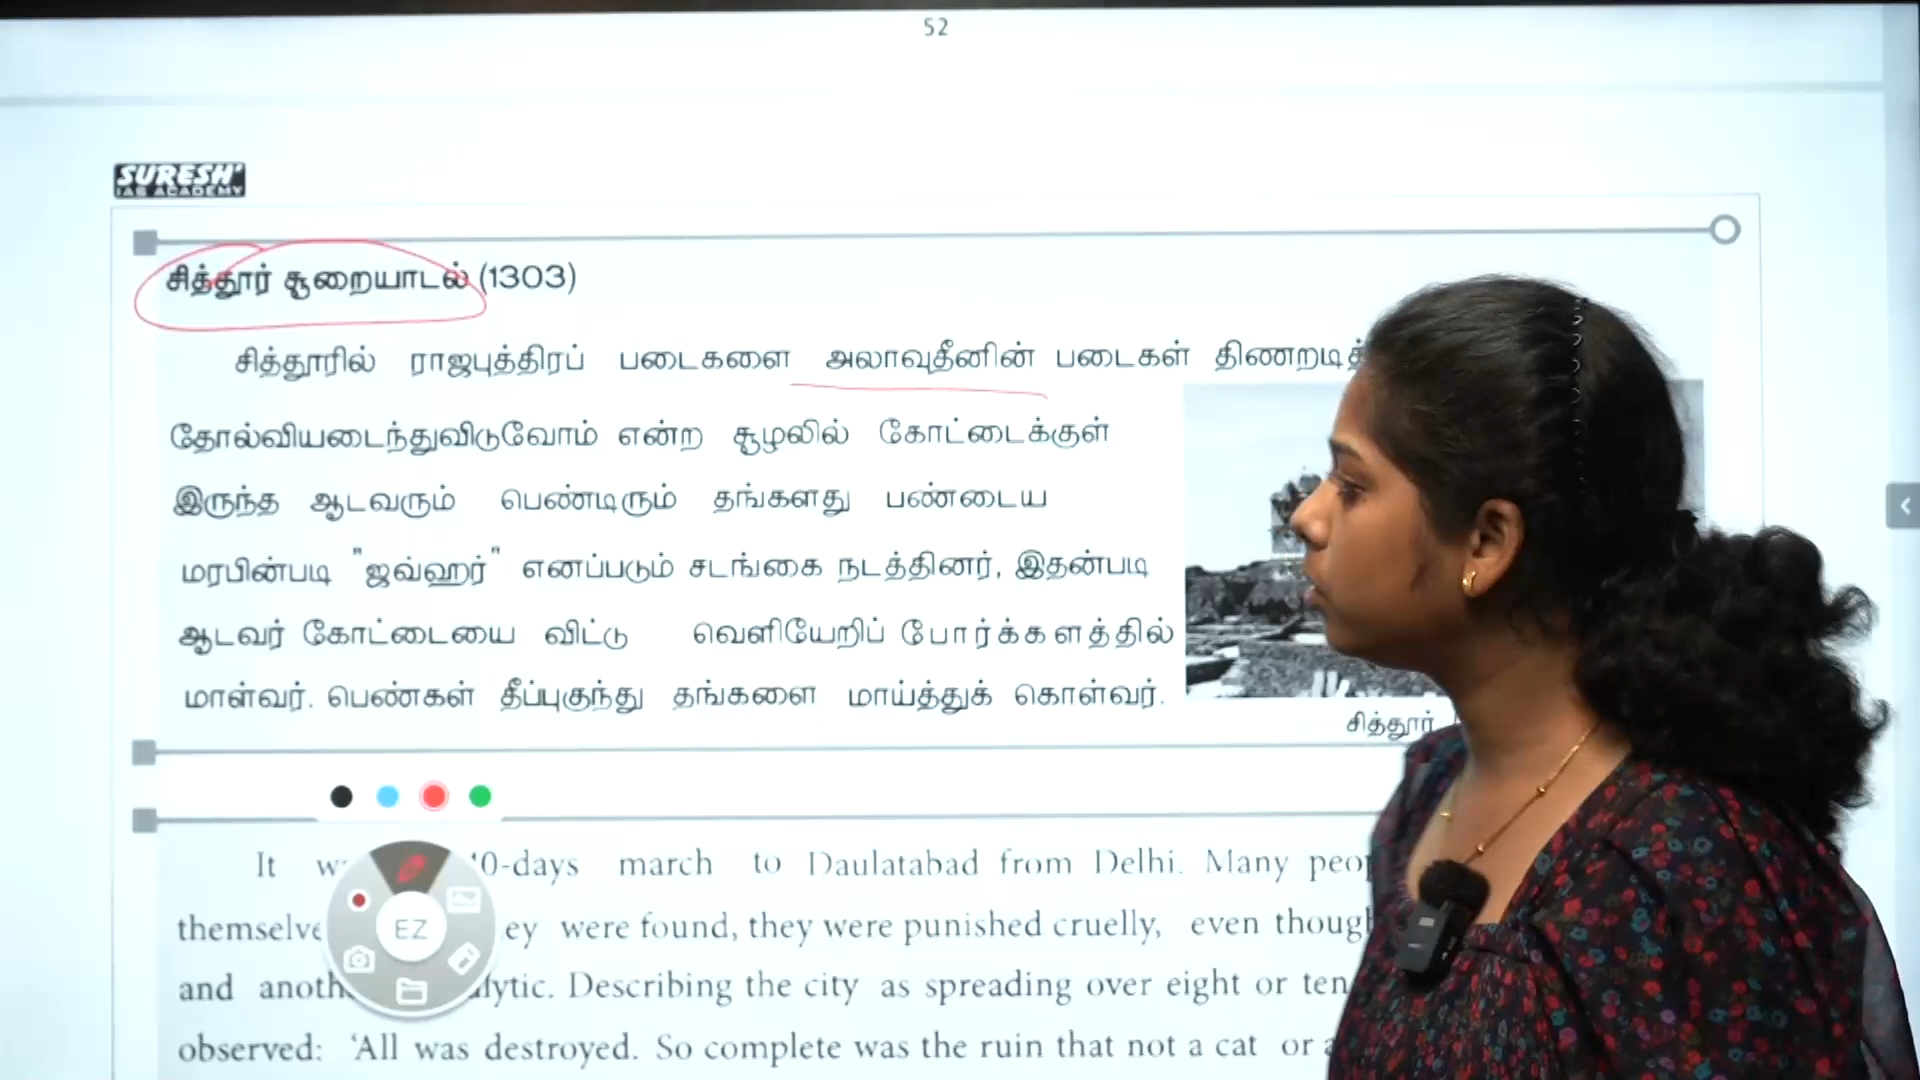 52
SURESH'
IAS ACADEMY
சித்தூர் சூறையாடல் (1303)
சித்தூரில் ராஜபுத்திரப் படைகளை அலாவுதீனின் படைகள் திணறடித்
தோல்வியடைந்துவிடுவோம் என்ற சூழலில் கோட்டைக்குள்
இருந்த ஆடவரும் பெண்டிரும் தங்களது பண்டைய
மரபின்படி "ஜவ்ஹர்" எனப்படும் சடங்கை நடத்தினர், இதன்படி
ஆடவர் கோட்டையை விட்டு வெளியேறிப் போர்க்களத்தில்
மாள்வர். பெண்கள் தீப்புகுந்து தங்களை மாய்த்துக் கொள்வர்.
சித்தூர்
It 0-days march to Daulatabad from Delhi. Many
ey were found, they were punished cruelly, even
and lytic. Describing the city as spreading over eight or ten
observed: 'All was destroyed. So complete was the ruin that not a cat or
EZ